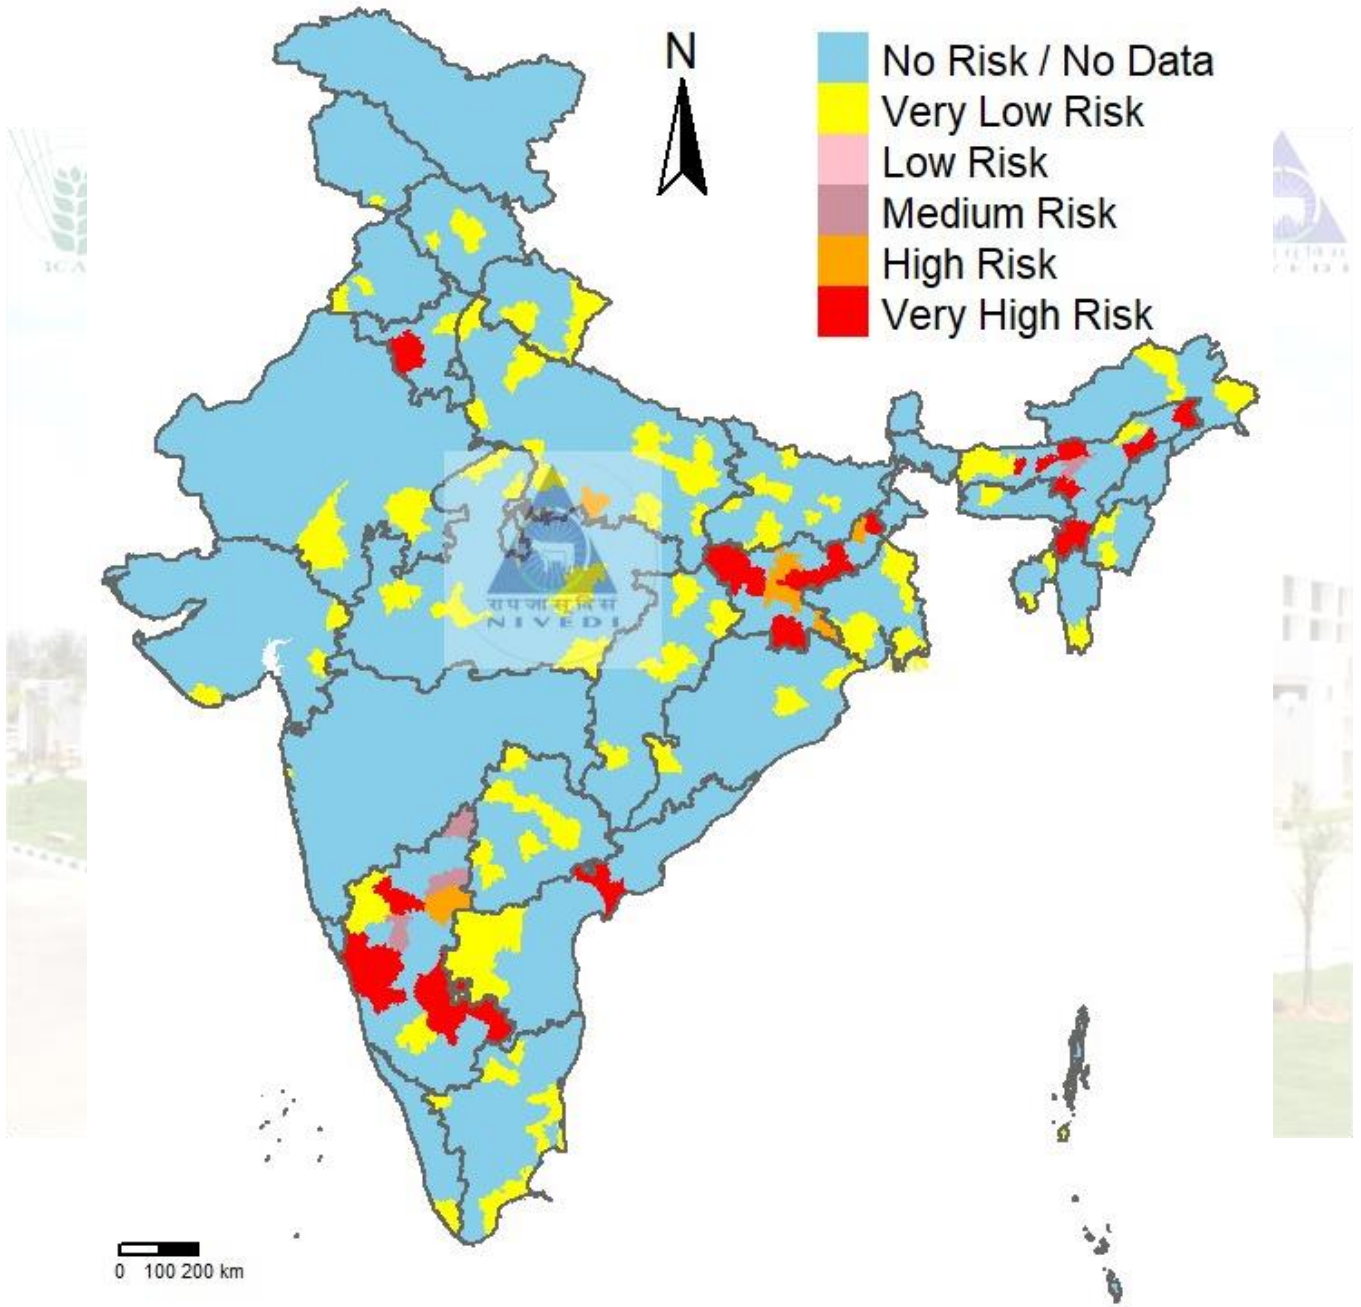 N
No Risk / No Data
Very Low Risk
Low Risk
Medium Risk
High Risk
Very High Risk
रापजासूदिसं
NIVEDI
0 100 200 km